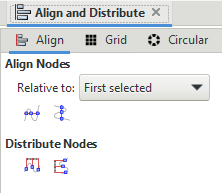 Align and Distribute
Align Grid Circular
Align Nodes
Relative to: First selected
Distribute Nodes